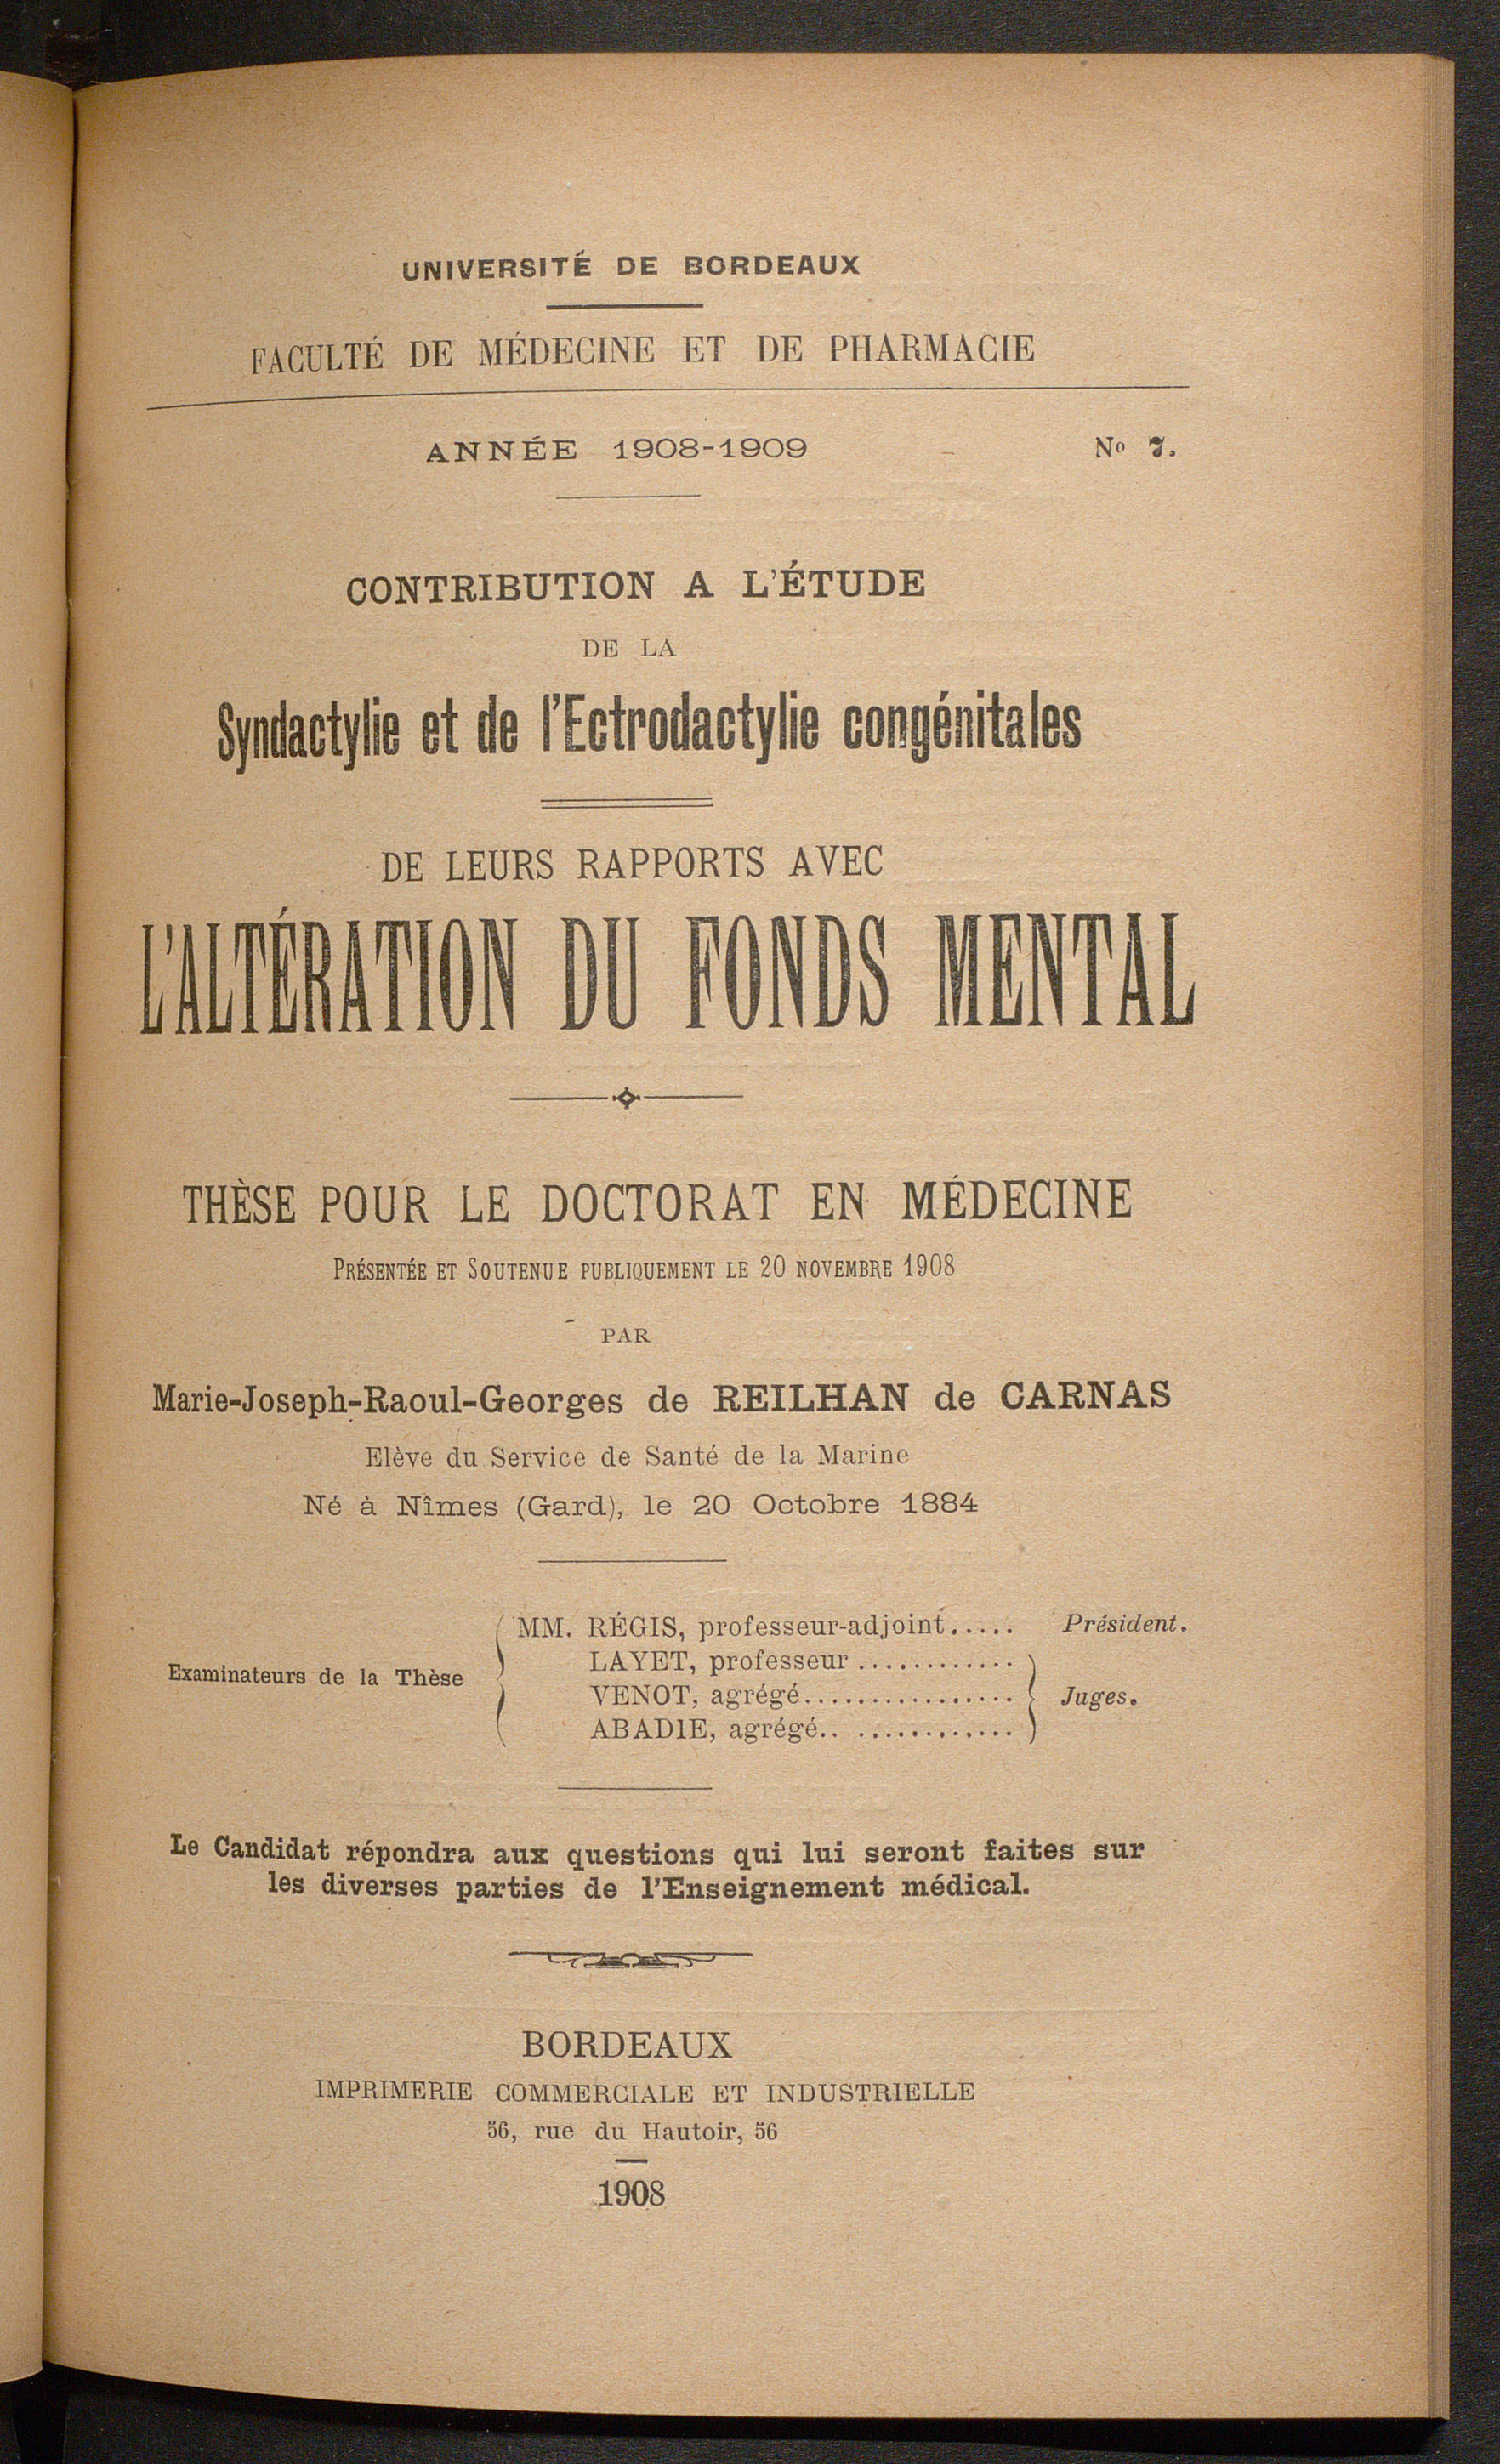 UNIVERSITÉ DE BORDEAUX
FACULTÉ DE MÉDECINE ET DE PHARMACIE
ANNÉE 1908-1909 No 7.
CONTRIBUTION A L'ÉTUDE
DE LA
Syndactylie et de l'Ectrodactylie congénitales
DE LEURS RAPPORTS AVEC
L'ALTÉRATION DU FONDS MENTAL
THÈSE POUR LE DOCTORAT EN MÉDECINE
PRÉSENTÉE ET SOUTENUE PUBLIQUEMENT LE 20 NOVEMBRE 1908
PAR
Marie-Joseph-Raoul-Georges de REILHAN de CARNAS
Elève du Service de Santé de la Marine
Né à Nîmes (Gard), le 20 Octobre 1884
Examinateurs de la Thèse
MM. RÉGIS, professeur-adjoint..... Président.
LAYET, professeur ............
VENOT, agrégé................ Juges.
ABADIE, agrégé.. ............
Le Candidat répondra aux questions qui lui seront faites sur
les diverses parties de l'Enseignement médical.
BORDEAUX
IMPRIMERIE COMMERCIALE ET INDUSTRIELLE
56, rue du Hautoir, 56
1908